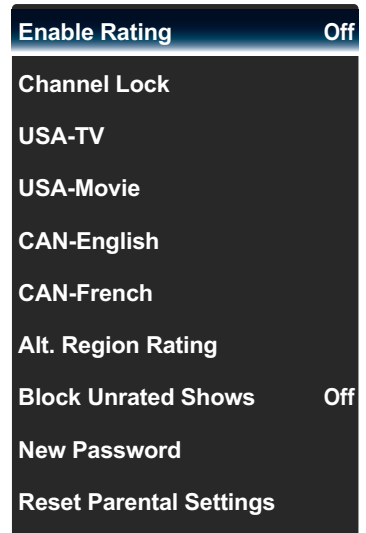 Enable Rating Off
Channel Lock
USA-TV
USA-Movie
CAN-English
CAN-French
Alt. Region Rating
Block Unrated Shows Off
New Password
Reset Parental Settings